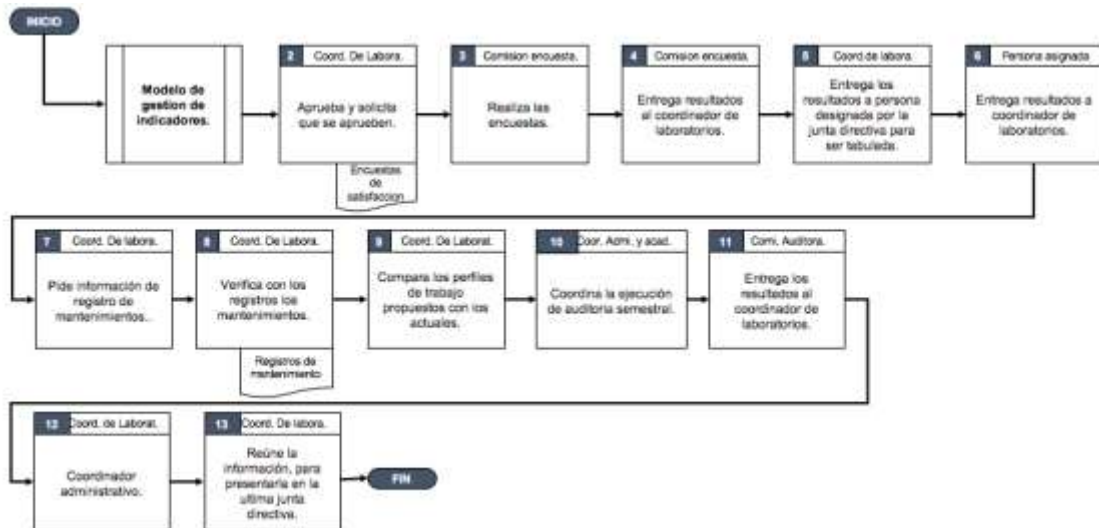 INICIO
Modelo de
gestion de
indicadores.
2 Coord. De Labora.
Aprueba y solicita
que se aprueben.
Encuestas
de
satisfaccion
3 Comision encuesta.
Realiza las
encuestas.
4 Comision encuesta.
Entrega resultados
al coordinador de
laboratorios.
5 Coord.de labora.
Entrega los
resultados a persona
designada por la
junta directiva para
ser tabulada.
6 Persona asignada
Entrega resultados a
coordinador de
laboratorios.
7 Coord. De labora.
Pide información de
registro de
mantenimientos..
8 Coord. De Labora.
Verifica con los
registros los
mantenimientos.
Registros de
mantenimiento
9 Coord. De Laborat.
Compara los perfiles
de trabajo
propuestos con los
actuales.
10 Coor. Admi. y acad.
Coordina la ejecución
de auditoria semestral.
11 Comi. Auditora.
Entrega los
resultados al
coordinador de
laboratorios.
12 Coord. de Laborat.
Coordinador
administrativo.
13 Coord. De labora.
Reúne la
información, para
presentarla en la
ultima junta
directiva.
FIN